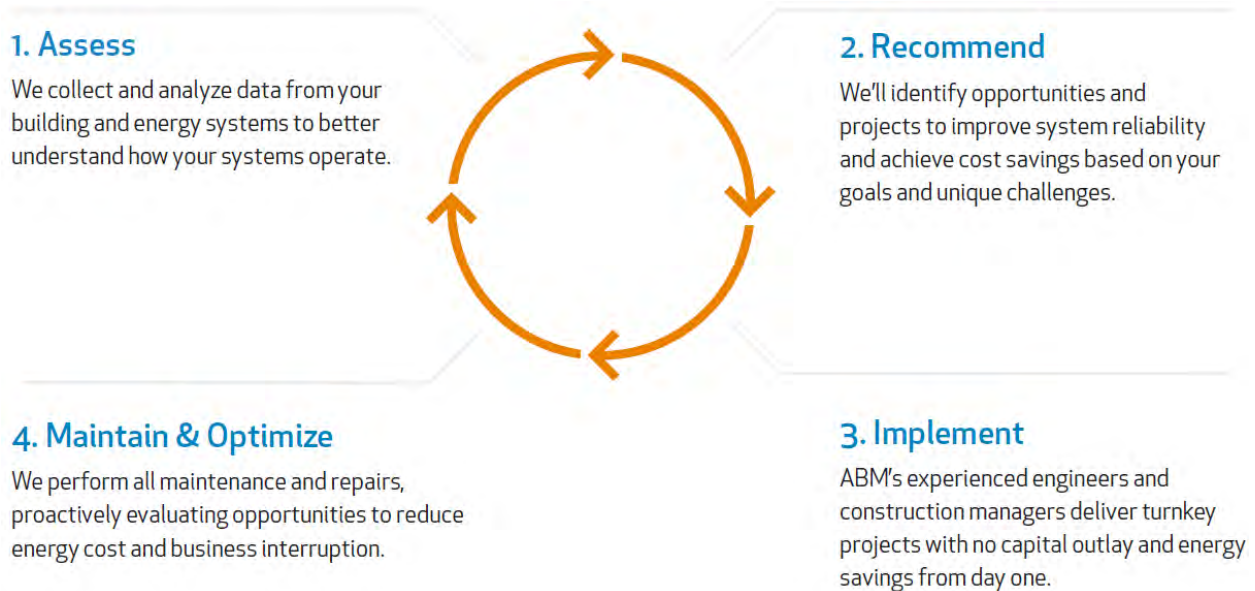 1. Assess
We collect and analyze data from your
building and energy systems to better
understand how your systems operate.
2. Recommend
We'll identify opportunities and
projects to improve system reliability
and achieve cost savings based on your
goals and unique challenges.
3. Implement
ABM's experienced engineers and
construction managers deliver turnkey
projects with no capital outlay and energy
savings from day one.
4. Maintain & Optimize
We perform all maintenance and repairs,
proactively evaluating opportunities to reduce
energy cost and business interruption.